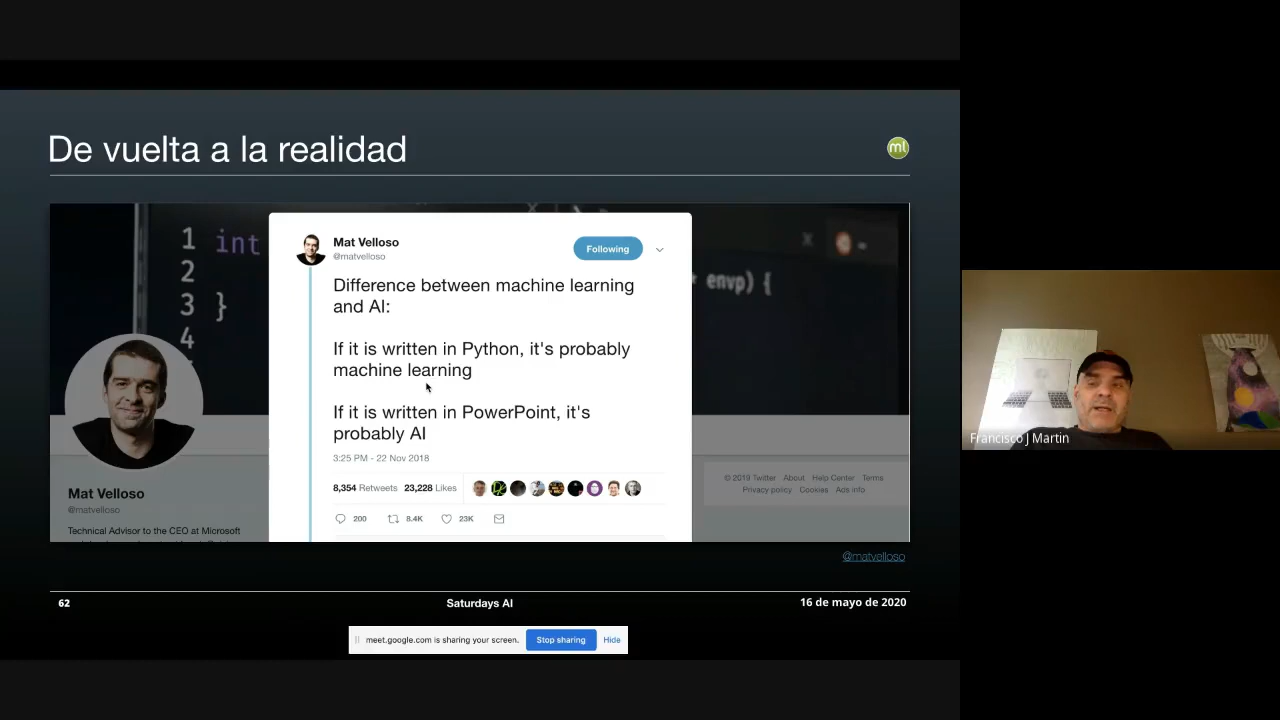 De vuelta a la realidad
ml
1 int
2
3 }
4
envp) {
Mat Velloso
@matvelloso
Following
Difference between machine learning
and AI:
If it is written in Python, it's probably
machine learning
If it is written in PowerPoint, it's
probably AI
3:25 PM - 22 Nov 2018
8,354 Retweets 23,228 Likes
200 8.4K 23K
Mat Velloso
@matvelloso
Technical Advisor to the CEO at Microsoft
© 2019 Twitter About Help Center Terms
Privacy policy Cookies Ads info
@matvelloso
62 Saturdays AI 16 de mayo de 2020
meet.google.com is sharing your screen. Stop sharing Hide
Francisco J Martin